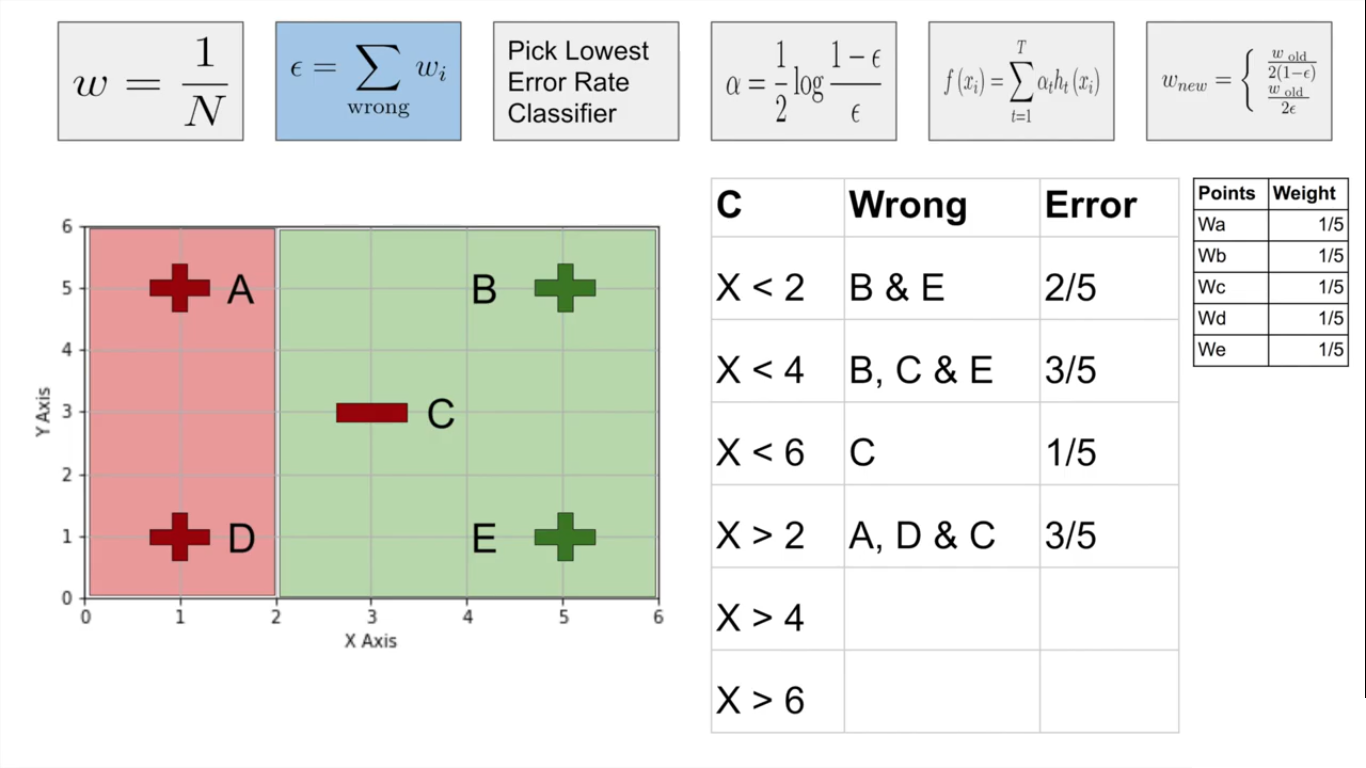 w = 1/N
ϵ = ∑ wrong w_i
Pick Lowest
Error Rate
Classifier
α = 1/2 log (1 − ϵ)/ϵ
f(x_i) = ∑_{t=1}^{T} α_t h_t(x_i)
w_new = { w_old/2(1−ϵ)
w_old/2ϵ
6
5
4
3
2
1
0
Y Axis
A
B
C
D
E
0 1 2 3 4 5 6
X Axis
C Wrong Error
X < 2 B & E 2/5
X < 4 B, C & E 3/5
X < 6 C 1/5
X > 2 A, D & C 3/5
X > 4
X > 6
Points Weight
Wa 1/5
Wb 1/5
Wc 1/5
Wd 1/5
We 1/5